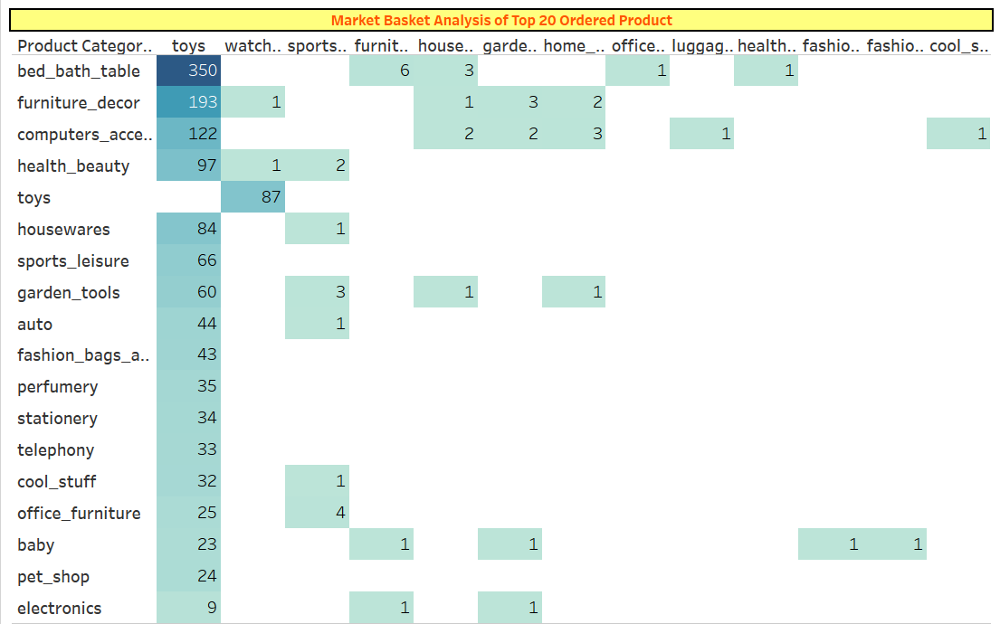 Market Basket Analysis of Top 20 Ordered Product
Product Categor.. toys watch.. sports.. furnit.. house.. garde.. home_.. office.. luggag.. health.. fashio.. fashio.. cool_s..
bed_bath_table 350 6 3 1 1
furniture_decor 193 1 1 3 2
computers_acce.. 122 2 2 3 1 1
health_beauty 97 1 2
toys 87
housewares 84 1
sports_leisure 66
garden_tools 60 3 1 1
auto 44 1
fashion_bags_a.. 43
perfumery 35
stationery 34
telephony 33
cool_stuff 32 1
office_furniture 25 4
baby 23 1 1 1 1
pet_shop 24
electronics 9 1 1